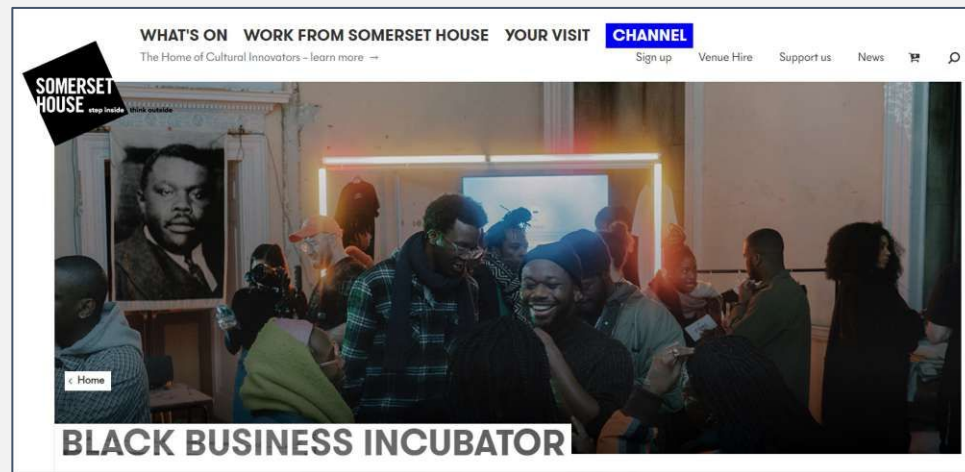 WHAT'S ON WORK FROM SOMERSET HOUSE YOUR VISIT CHANNEL
The Home of Cultural Innovators – learn more →
Sign up Venue Hire Support us News
SOMERSET
HOUSE step inside think outside
< Home
BLACK BUSINESS INCUBATOR